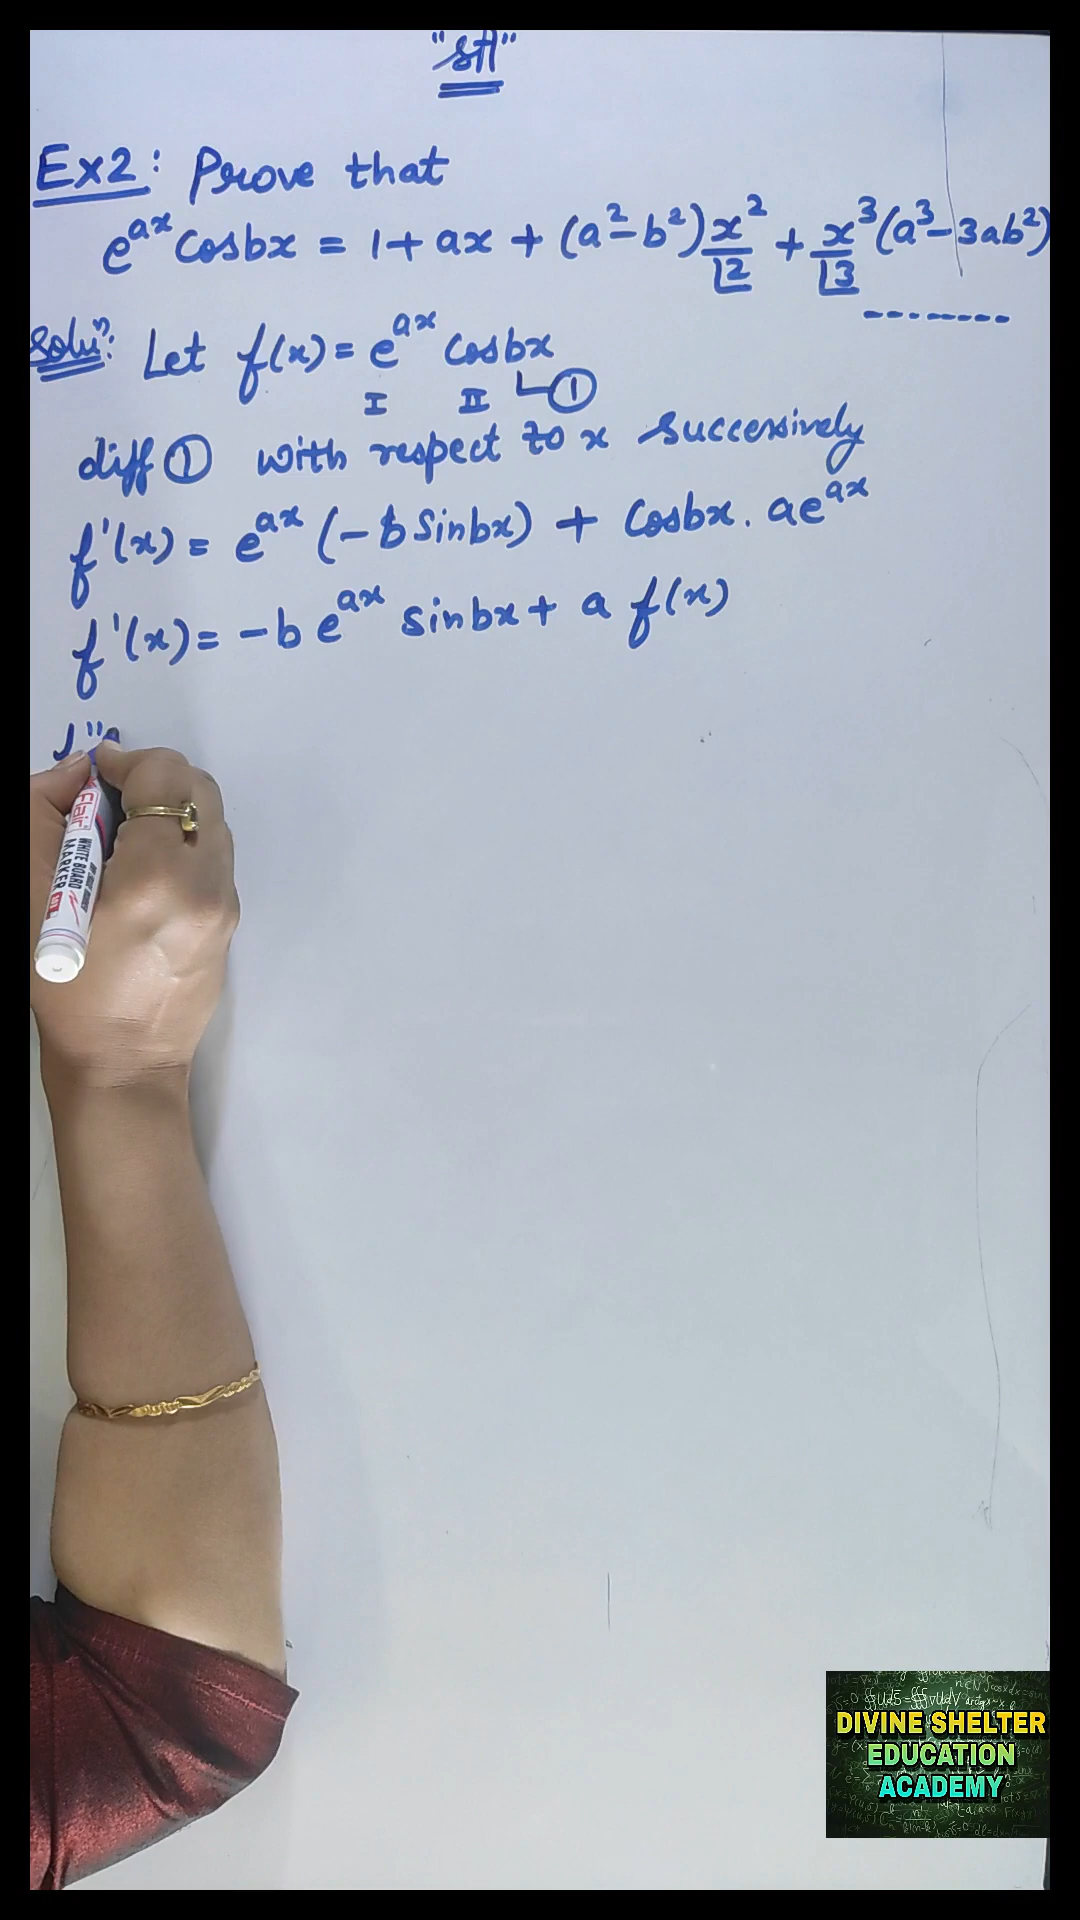 "श्री"
Ex2: Prove that
e^{ax} cosbx = 1 + ax + (a²-b²) x²/⌊2 + x³/⌊3 (a³-3ab²)
--------
Soluⁿ: Let f(x) = e^{ax} cosbx
I II ①
diff ① with respect to x successively
f'(x) = e^{ax} (-b Sinbx) + Cosbx. ae^{ax}
f'(x) = -b e^{ax} sinbx + a f(x)
f"
Flair
WHITE BOARD
MARKER
DIVINE SHELTER
EDUCATION
ACADEMY